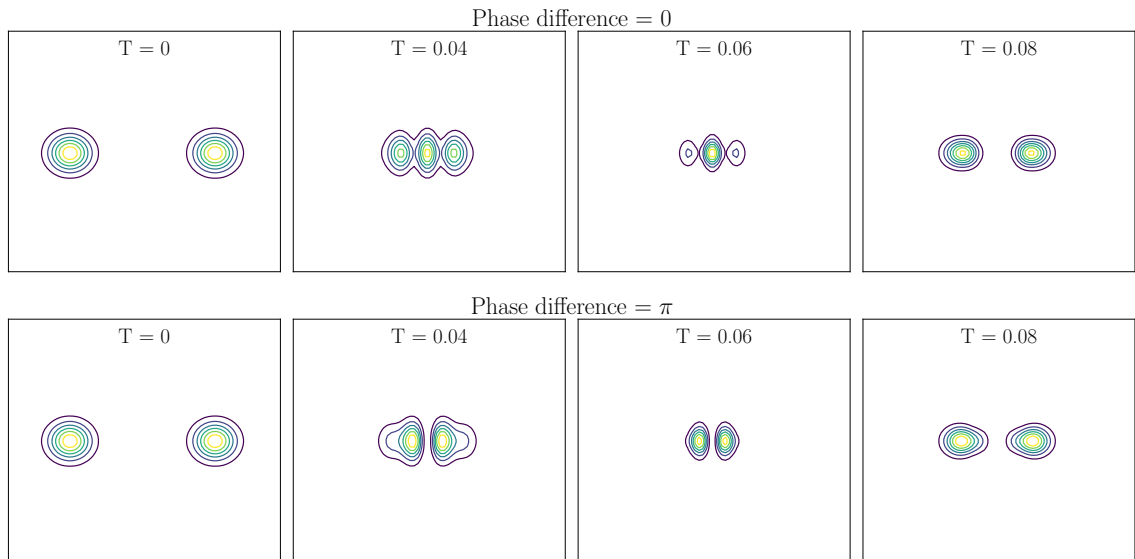 Phase difference = 0
T = 0
T = 0.04
T = 0.06
T = 0.08
Phase difference = π
T = 0
T = 0.04
T = 0.06
T = 0.08